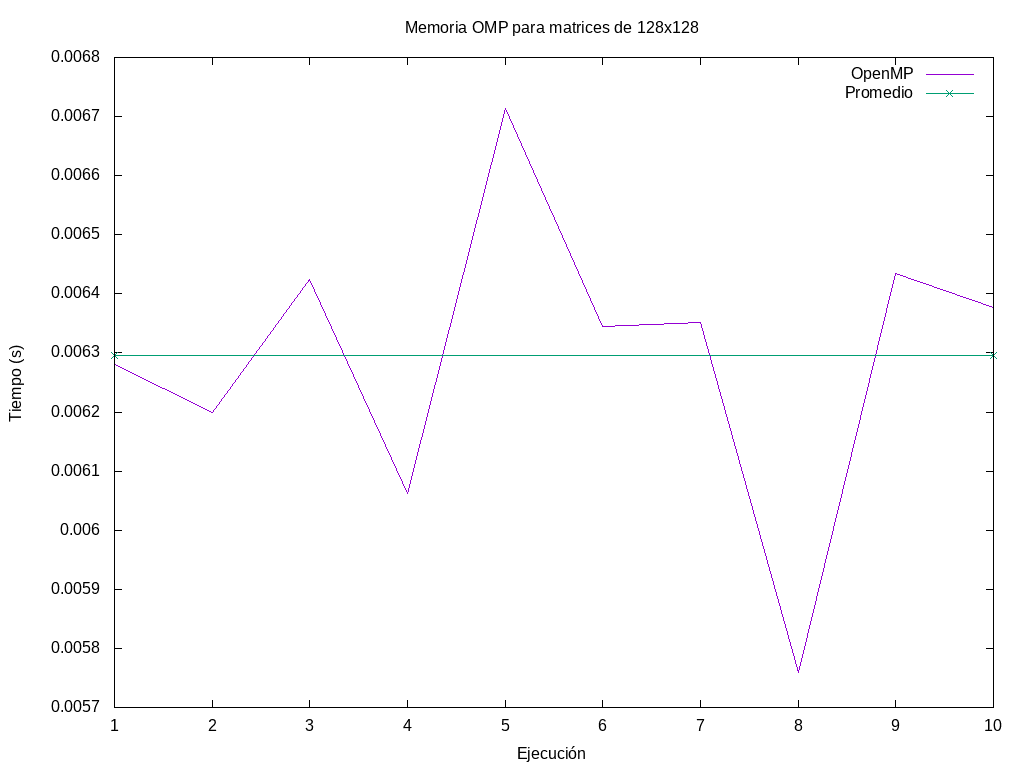 Memoria OMP para matrices de 128x128
OpenMP
Promedio
0.0068
0.0067
0.0066
0.0065
0.0064
0.0063
0.0062
0.0061
0.006
0.0059
0.0058
0.0057
Tiempo (s)
1 2 3 4 5 6 7 8 9 10
Ejecución